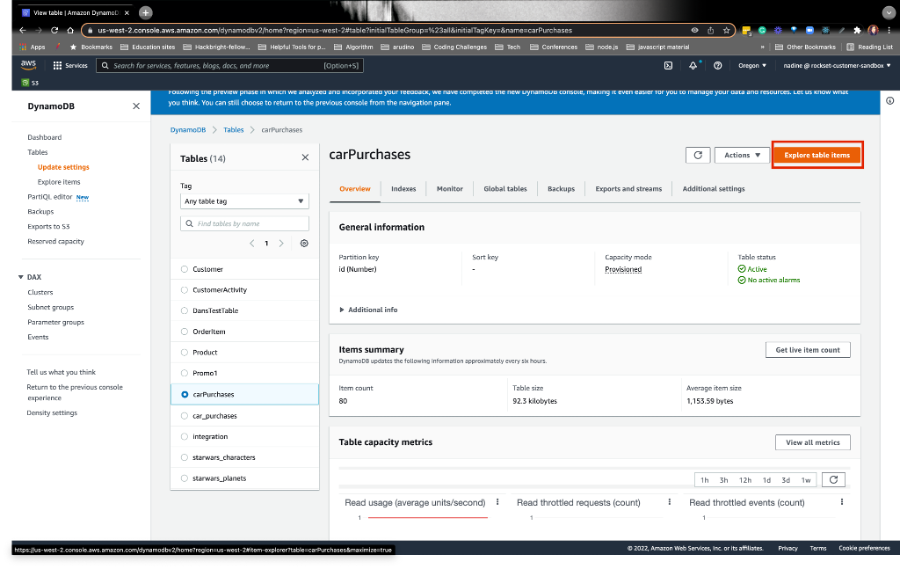 View table | Amazon DynamoD
us-west-2.console.aws.amazon.com/dynamodbv2/home?region=us-west-2#table?initialTagGroup=%23all&initialTagKey=&name=carPurchases
Apps
Bookmarks
Education sites
Hackbright-fellow...
Helpful Tools for p...
Algorithm
arudino
Coding Challenges
Tech
Conferences
node.js
javascript material
»
Other Bookmarks
Reading List
aws
Services
Search for services, features, blogs, docs, and more
[Option+S]
Oregon
nadine @ rockset-customer-sandbox
S3
Following the preview phase in which we analyzed and incorporated your feedback, we have completed the new DynamoDB console, making it even easier for you to manage your data and resources. Let us know what
you think. You can still choose to return to the previous console from the navigation pane.
DynamoDB
Dashboard
Tables
Update settings
Explore items
PartiQL editor New
Backups
Exports to S3
Reserved capacity
DAX
Clusters
Subnet groups
Parameter groups
Events
Tell us what you think
Return to the previous console
experience
Density settings
DynamoDB > Tables > carPurchases
Tables (14)
Tag
Any table tag
Find tables by name
< 1 >
Customer
CustomerActivity
DansTestTable
OrderItem
Product
Promo1
carPurchases
car_purchases
integration
starwars_characters
starwars_planets
carPurchases
Actions
Explore table items
Overview
Indexes
Monitor
Global tables
Backups
Exports and streams
Additional settings
General information
Partition key
id (Number)
Sort key
-
Capacity mode
Provisioned
Table status
Active
No active alarms
Additional info
Items summary
DynamoDB updates the following information approximately every six hours.
Get live item count
Item count
80
Table size
92.3 kilobytes
Average item size
1,153.59 bytes
Table capacity metrics
View all metrics
1h 3h 12h 1d 3d 1w
Read usage (average units/second)
1
Read throttled requests (count)
1
Read throttled events (count)
1
https://us-west-2.console.aws.amazon.com/dynamodbv2/home?region=us-west-2#item-explorer?table=carPurchases&maximize=true
© 2022, Amazon Web Services, Inc. or its affiliates.
Privacy
Terms
Cookie preferences